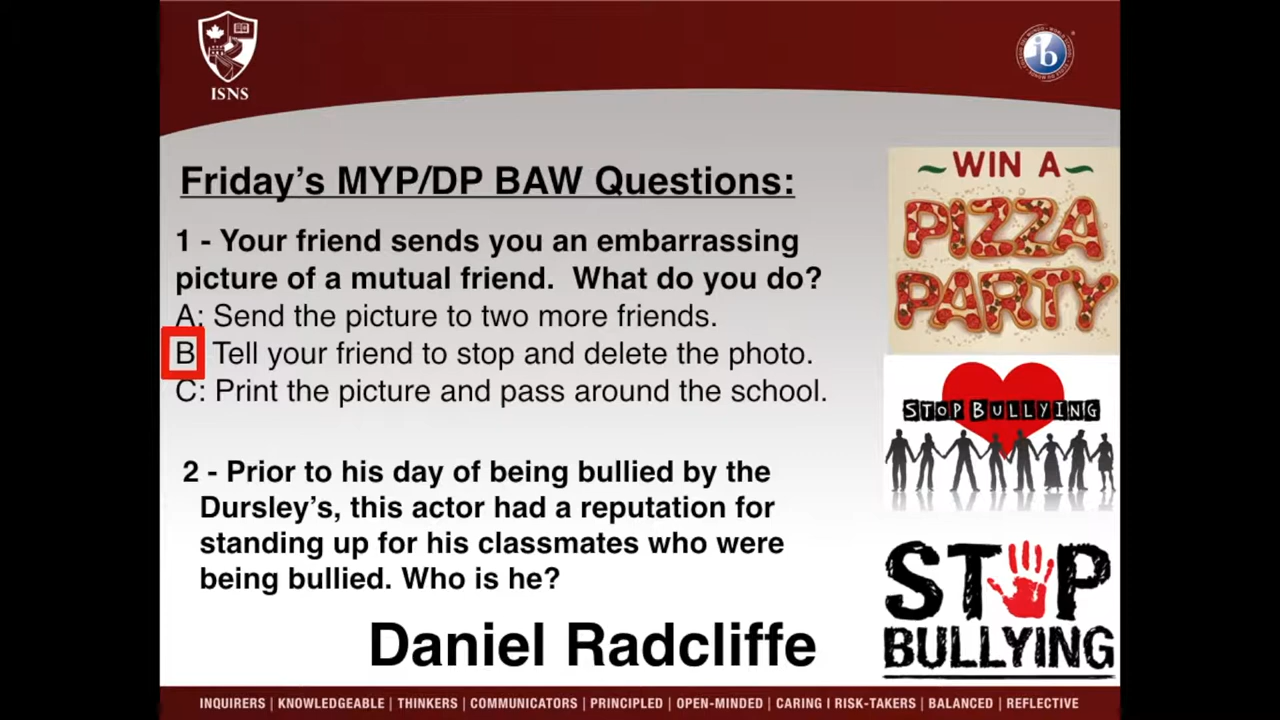 ISNS
ib
Friday's MYP/DP BAW Questions:
1 - Your friend sends you an embarrassing
picture of a mutual friend.  What do you do?
A: Send the picture to two more friends.
B: Tell your friend to stop and delete the photo.
C: Print the picture and pass around the school.
2 - Prior to his day of being bullied by the
Dursley's, this actor had a reputation for
standing up for his classmates who were
being bullied. Who is he?
Daniel Radcliffe
~WIN A~
PIZZA
PARTY
STOP BULLYING
STOP
BULLYING
INQUIRERS | KNOWLEDGEABLE | THINKERS | COMMUNICATORS | PRINCIPLED | OPEN-MINDED | CARING I RISK-TAKERS | BALANCED | REFLECTIVE